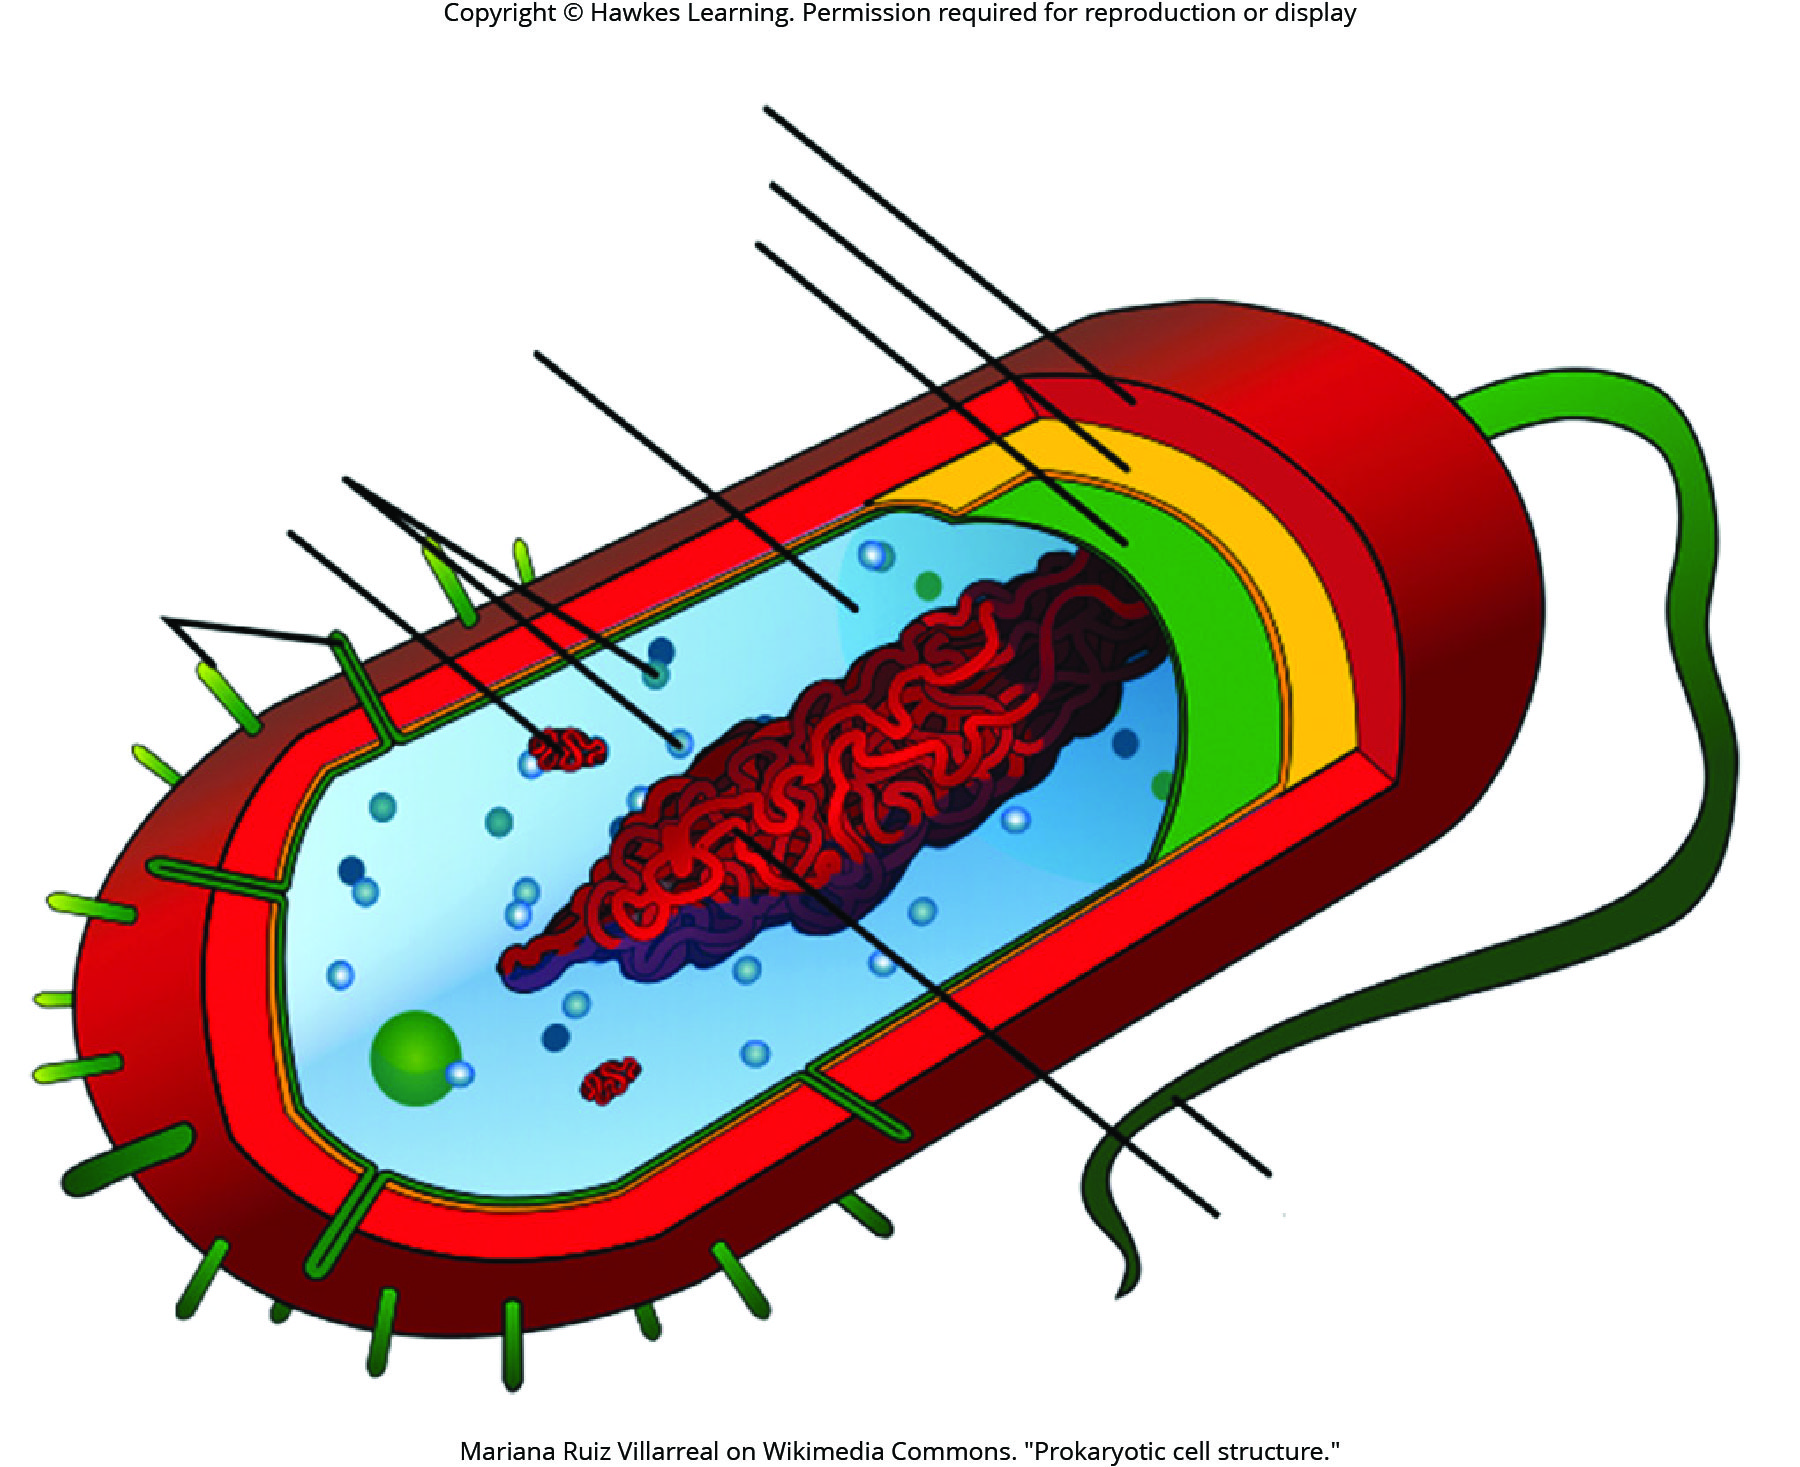 Copyright © Hawkes Learning. Permission required for reproduction or display
Mariana Ruiz Villarreal on Wikimedia Commons. "Prokaryotic cell structure."